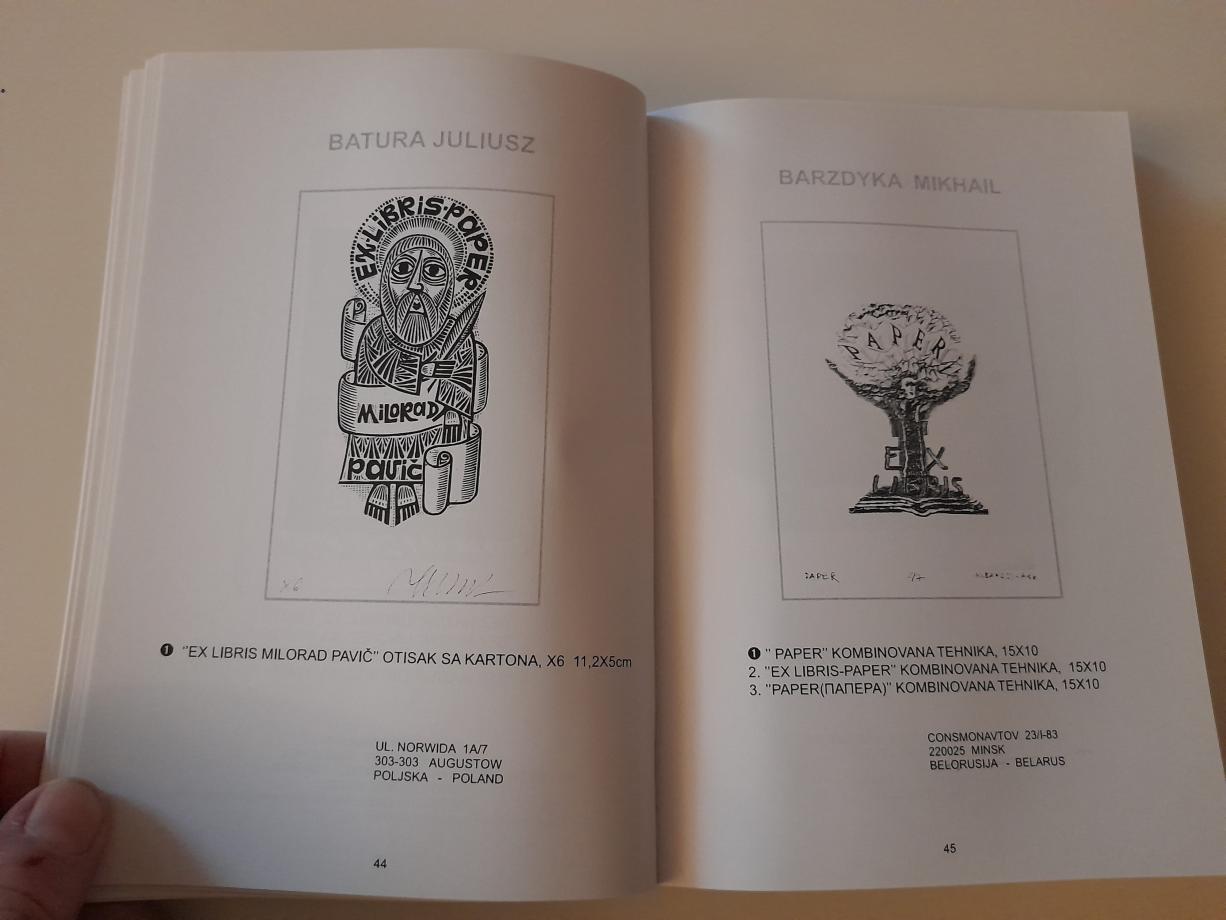 BATURA JULIUSZ
EX-LIBRIS-PAPER
MILORAD
PAVIČ
X6
❶ "EX LIBRIS MILORAD PAVIČ" OTISAK SA KARTONA, X6 11,2X5cm
UL. NORWIDA 1A/7
303-303 AUGUSTOW
POLJSKA - POLAND
44
BARZDYKA MIKHAIL
PAPER
EX
LIBRIS
PAPER
❶ " PAPER" KOMBINOVANA TEHNIKA, 15X10
2. "EX LIBRIS-PAPER" KOMBINOVANA TEHNIKA, 15X10
3. "PAPER(ПАПЕРА)" KOMBINOVANA TEHNIKA, 15X10
CONSMONAVTOV 23/I-83
220025 MINSK
BELORUSIJA - BELARUS
45